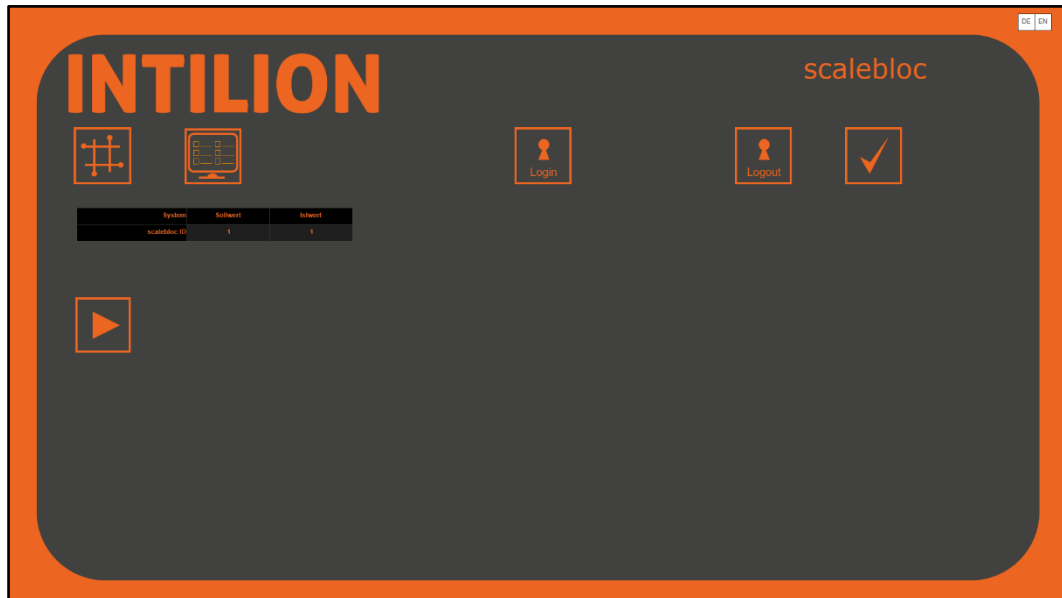 DE EN
INTILION
scalebloc
Login
Logout
System Sollwert Istwert
scalebloc ID 1 1